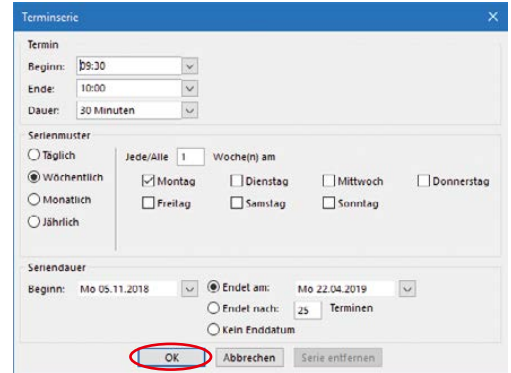 Terminserie
Termin
Beginn: 09:30
Ende: 10:00
Dauer: 30 Minuten
Serienmuster
Täglich Jede/Alle 1 Woche(n) am
Wöchentlich Montag Dienstag Mittwoch Donnerstag
Monatlich Freitag Samstag Sonntag
Jährlich
Seriendauer
Beginn: Mo 05.11.2018 Endet am: Mo 22.04.2019
Endet nach: 25 Terminen
Kein Enddatum
OK Abbrechen Serie entfernen